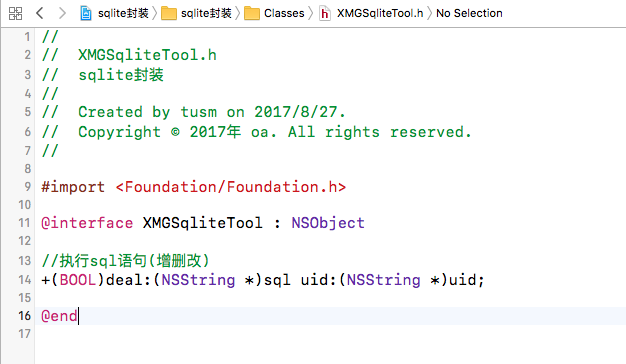 sqlite封装 〉 sqlite封装 〉 Classes 〉 h XMGSqliteTool.h 〉 No Selection
1 //
2 //  XMGSqliteTool.h
3 //  sqlite封装
4 //
5 //  Created by tusm on 2017/8/27.
6 //  Copyright © 2017年 oa. All rights reserved.
7 //
8
9 #import <Foundation/Foundation.h>
10
11 @interface XMGSqliteTool : NSObject
12
13 //执行sql语句(增删改)
14 +(BOOL)deal:(NSString *)sql uid:(NSString *)uid;
15
16 @end
17